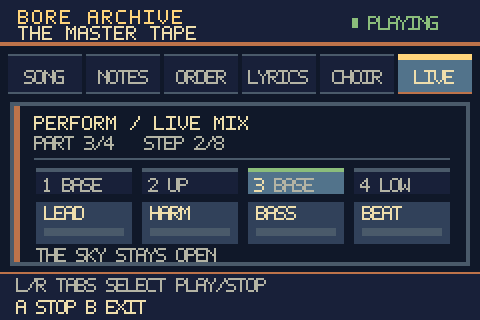 BORE ARCHIVE
THE MASTER TAPE
PLAYING
SONG NOTES ORDER LYRICS CHOIR LIVE
PERFORM / LIVE MIX
PART 3/4 STEP 2/8
1 BASE 2 UP 3 BASE 4 LOW
LEAD HARM BASS BEAT
THE SKY STAYS OPEN
L/R TABS SELECT PLAY/STOP
A STOP B EXIT